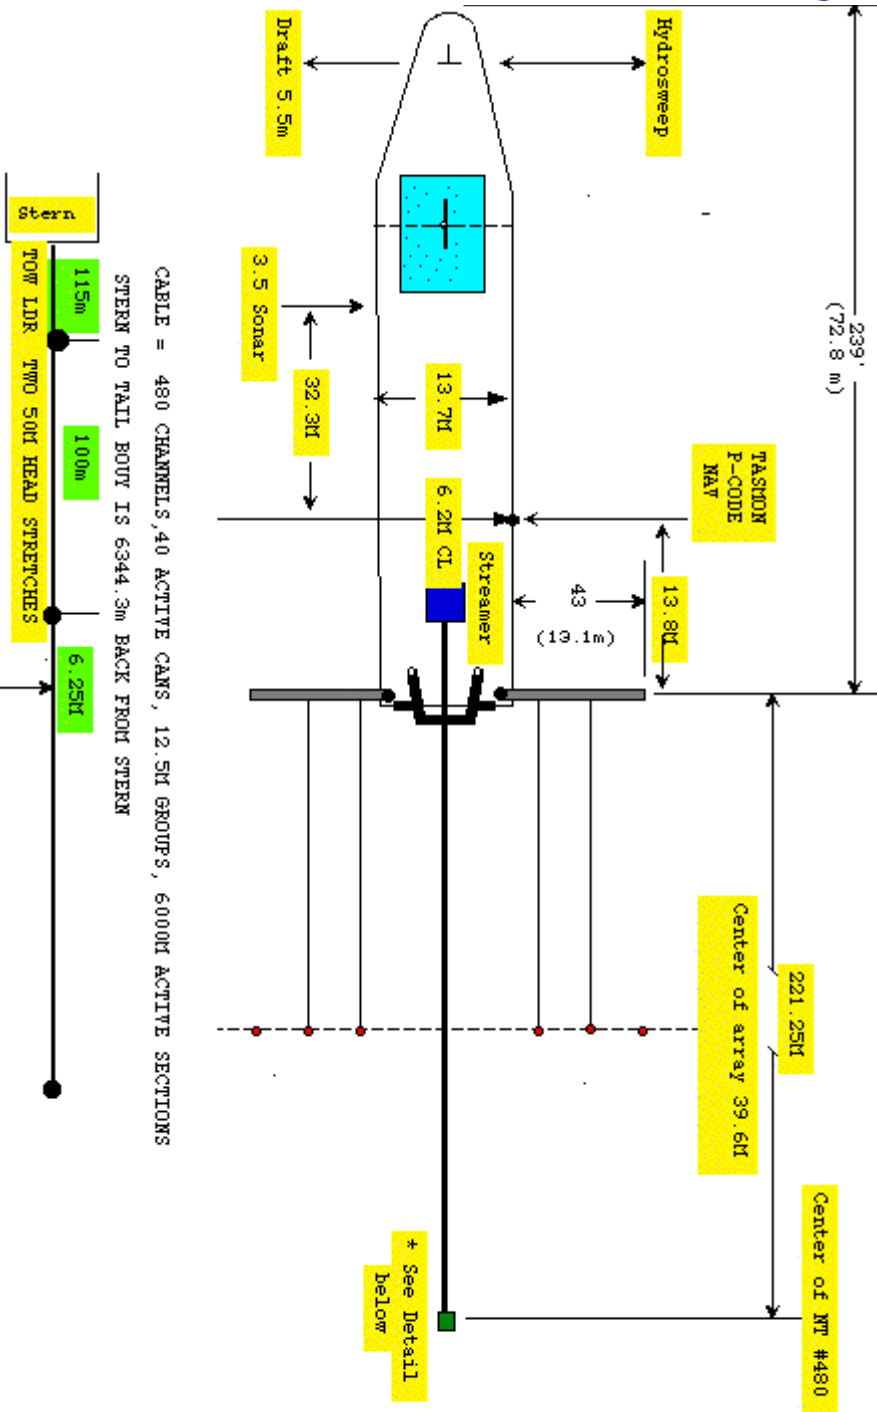 239'
(72.8 m)
Hydrosweep
Draft 5.5m
3.5 Sonar
32.3M
13.7M
6.2M CL
Streamer
TASMON
P-CODE
NAV
13.8M
43
(13.1m)
221.25M
Center of array 39.6M
Center of NT #480
* See Detail
below
CABLE = 480 CHANNELS,40 ACTIVE CANS, 12.5M GROUPS, 6000M ACTIVE SECTIONS
STERN TO TAIL BOUY IS 6344.3m BACK FROM STERN
Stern
115m
100m
6.25M
TOW LDR TWO 50M HEAD STRETCHES